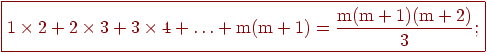 1 × 2 + 2 × 3 + 3 × 4 + … + m(m + 1) = m(m + 1)(m + 2)/3 ;